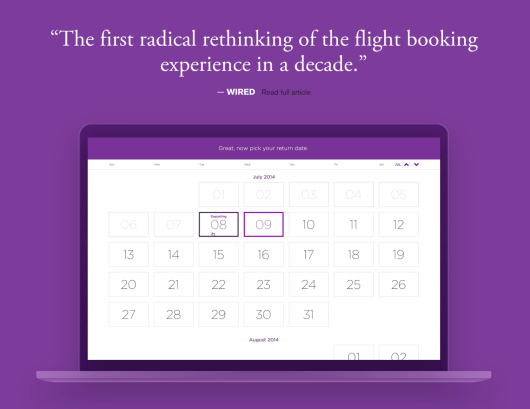 “The first radical rethinking of the flight booking
experience in a decade.”
— WIRED Read full article
Great, now pick your return date.
Sun Mon Tue Wed Thu Fri Sat JUL
July 2014
01 02 03 04 05
Departing
06 07 08 09 10 11 12
13 14 15 16 17 18 19
20 21 22 23 24 25 26
27 28 29 30 31
August 2014
01 02